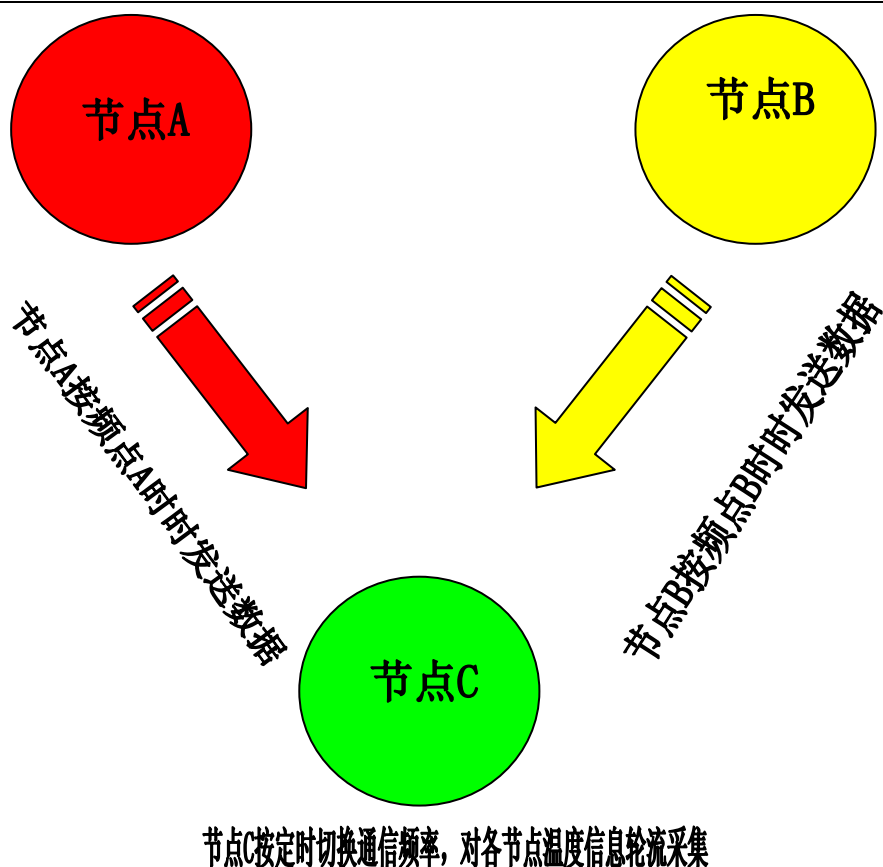 节点A
节点B
节点A按频点A时时发送数据
节点B按频点B时时发送数据
节点C
节点C按定时切换通信频率，对各节点温度信息轮流采集